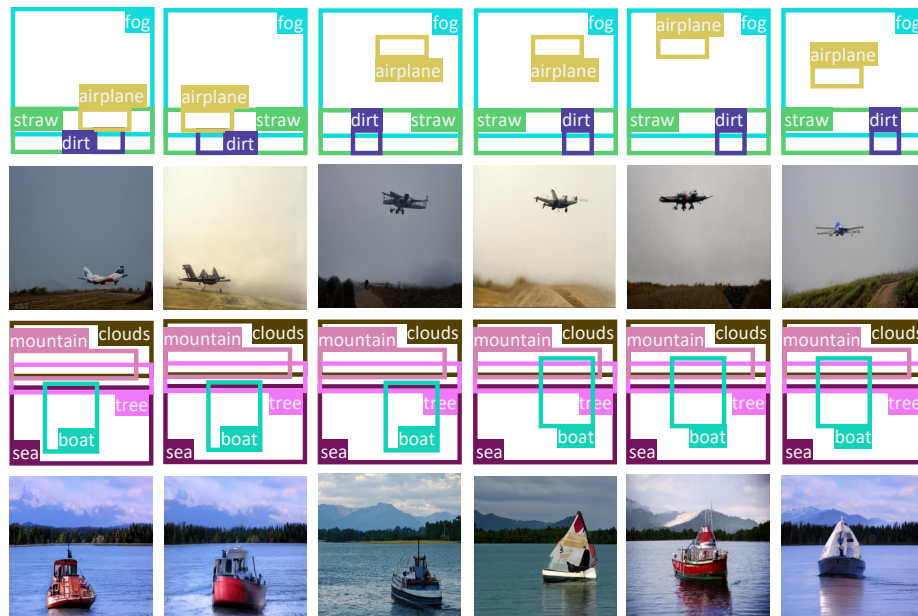 fog fog fog fog airplane fog
airplane
airplane airplane airplane airplane
straw straw dirt straw straw dirt straw dirt straw dirt
dirt dirt
mountain clouds mountain clouds mountain clouds mountain clouds mountain clouds mountain clouds
tree tree tree tree tree tree
boat boat boat boat boat boat
sea sea sea sea sea sea